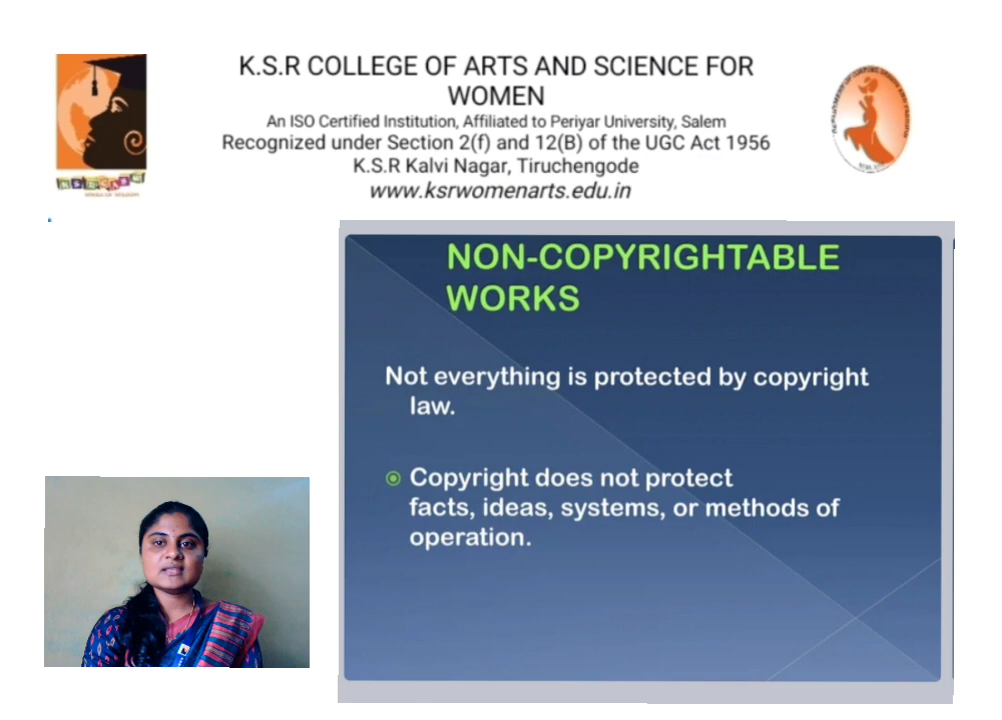 K.S.R COLLEGE OF ARTS AND SCIENCE FOR
WOMEN
An ISO Certified Institution, Affiliated to Periyar University, Salem
Recognized under Section 2(f) and 12(B) of the UGC Act 1956
K.S.R Kalvi Nagar, Tiruchengode
www.ksrwomenarts.edu.in
NON-COPYRIGHTABLE
WORKS
Not everything is protected by copyright
law.
Copyright does not protect
facts, ideas, systems, or methods of
operation.